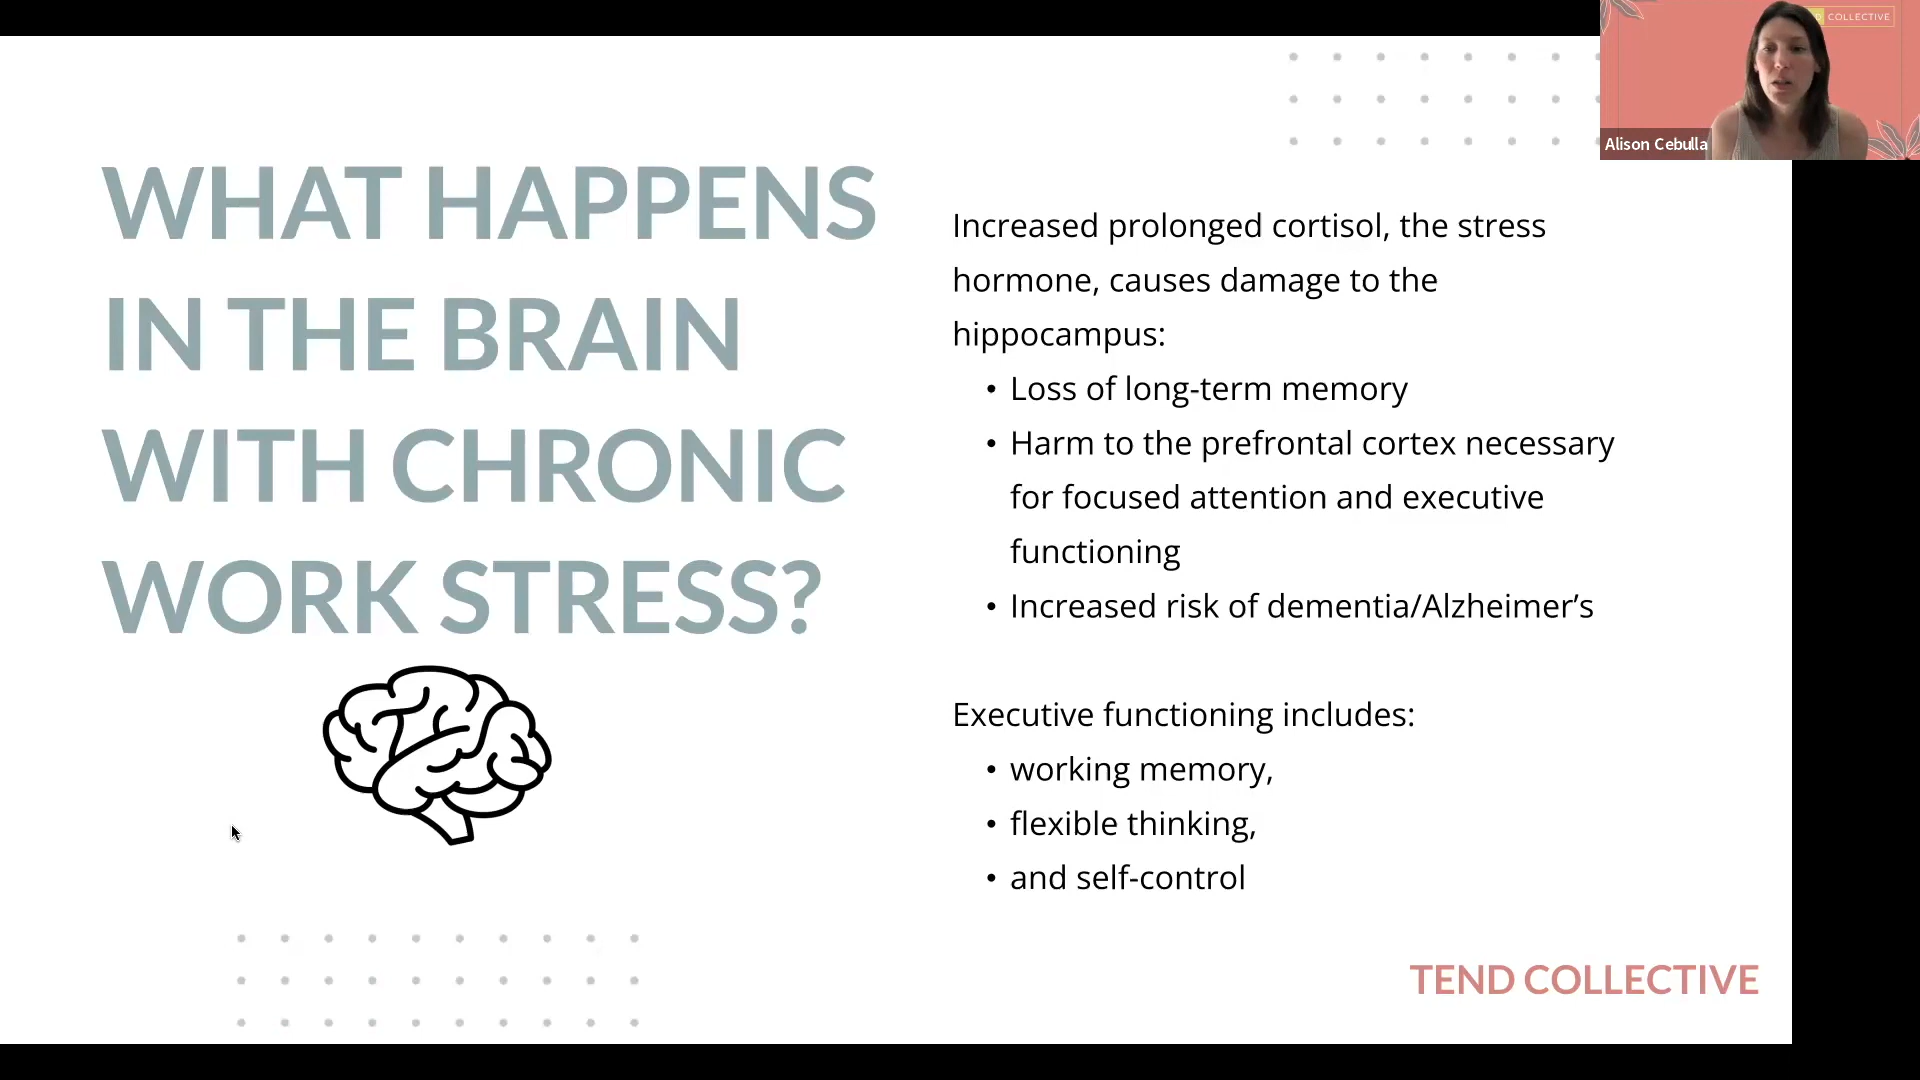 COLLECTIVE
Alison Cebulla
WHAT HAPPENS
IN THE BRAIN
WITH CHRONIC
WORK STRESS?
Increased prolonged cortisol, the stress
hormone, causes damage to the
hippocampus:
• Loss of long-term memory
• Harm to the prefrontal cortex necessary
for focused attention and executive
functioning
• Increased risk of dementia/Alzheimer’s
Executive functioning includes:
• working memory,
• flexible thinking,
• and self-control
TEND COLLECTIVE